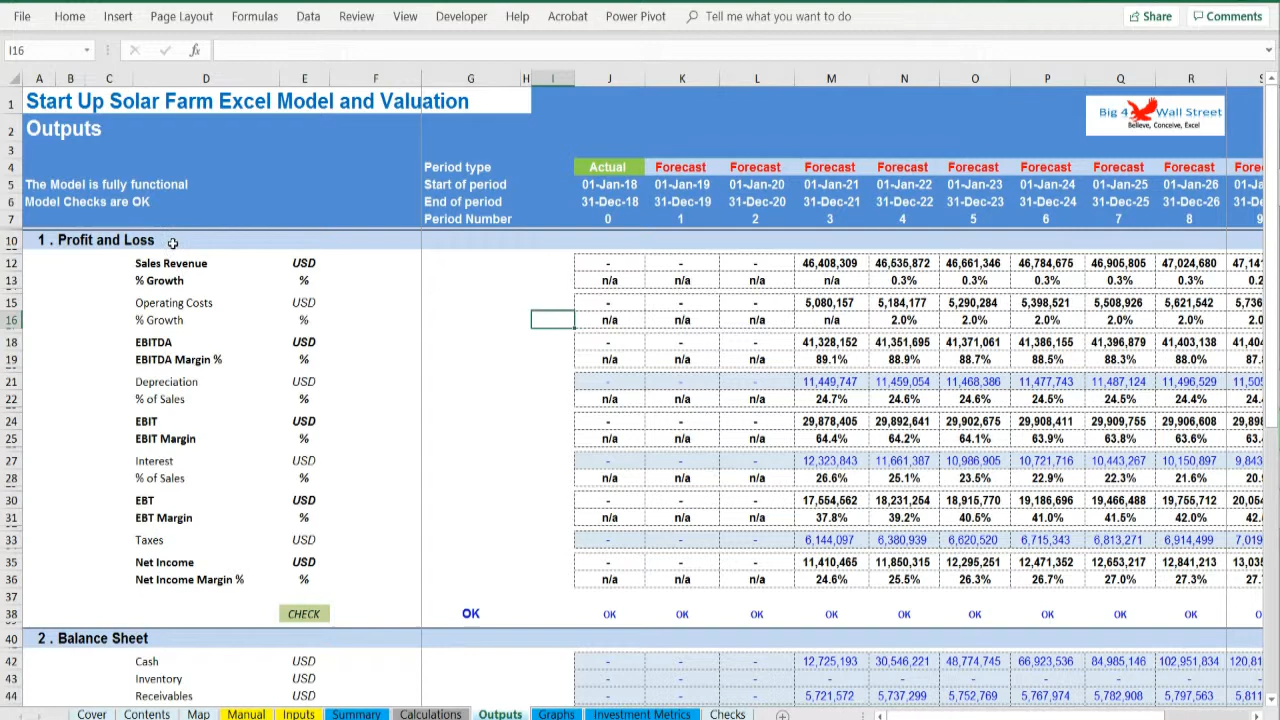 File Home Insert Page Layout Formulas Data Review View Developer Help Acrobat Power Pivot Tell me what you want to do Share Comments
I16 fx
A B C D E F G H I J K L M N O P Q R S
1 Start Up Solar Farm Excel Model and Valuation
2 Outputs
Big 4 Wall Street
Believe, Conceive, Excel
3
4 Period type Actual Forecast Forecast Forecast Forecast Forecast Forecast Forecast Forecast
5 The Model is fully functional Start of period 01-Jan-18 01-Jan-19 01-Jan-20 01-Jan-21 01-Jan-22 01-Jan-23 01-Jan-24 01-Jan-25 01-Jan-26
6 Model Checks are OK End of period 31-Dec-18 31-Dec-19 31-Dec-20 31-Dec-21 31-Dec-22 31-Dec-23 31-Dec-24 31-Dec-25 31-Dec-26
7 Period Number 0 1 2 3 4 5 6 7 8 9
10 1 . Profit and Loss
12 Sales Revenue USD - - - 46,408,309 46,535,872 46,661,346 46,784,675 46,905,805 47,024,680
13 % Growth % n/a n/a n/a n/a 0.3% 0.3% 0.3% 0.3% 0.3%
15 Operating Costs USD - - - 5,080,157 5,184,177 5,290,284 5,398,521 5,508,926 5,621,542
16 % Growth % n/a n/a n/a n/a 2.0% 2.0% 2.0% 2.0% 2.0%
18 EBITDA USD - - - 41,328,152 41,351,695 41,371,061 41,386,155 41,396,879 41,403,138
19 EBITDA Margin % % n/a n/a n/a 89.1% 88.9% 88.7% 88.5% 88.3% 88.0%
21 Depreciation USD - - - 11,449,747 11,459,054 11,468,386 11,477,743 11,487,124 11,496,529
22 % of Sales % n/a n/a n/a 24.7% 24.6% 24.6% 24.5% 24.5% 24.4%
24 EBIT USD - - - 29,878,405 29,892,641 29,902,675 29,908,411 29,909,755 29,906,608
25 EBIT Margin % n/a n/a n/a 64.4% 64.2% 64.1% 63.9% 63.8% 63.6%
27 Interest USD - - - 12,323,843 11,661,387 10,986,905 10,721,716 10,443,267 10,150,897
28 % of Sales % n/a n/a n/a 26.6% 25.1% 23.5% 22.9% 22.3% 21.6%
30 EBT USD - - - 17,554,562 18,231,254 18,915,770 19,186,696 19,466,488 19,755,712
31 EBT Margin % n/a n/a n/a 37.8% 39.2% 40.5% 41.0% 41.5% 42.0%
33 Taxes USD - - - 6,144,097 6,380,939 6,620,520 6,715,343 6,813,271 6,914,499
35 Net Income USD - - - 11,410,465 11,850,315 12,295,251 12,471,352 12,653,217 12,841,213
36 Net Income Margin % % n/a n/a n/a 24.6% 25.5% 26.3% 26.7% 27.0% 27.3%
37
38 CHECK OK OK OK OK OK OK OK OK OK OK
40 2 . Balance Sheet
42 Cash USD - - - 12,725,193 30,546,221 48,774,745 66,923,536 84,985,146 102,951,834
43 Inventory USD - - - - - - - - -
44 Receivables USD - - - 5,721,572 5,737,299 5,752,769 5,767,974 5,782,908 5,797,563
Cover Contents Map Manual Inputs Summary Calculations Outputs Graphs Investment Metrics Checks